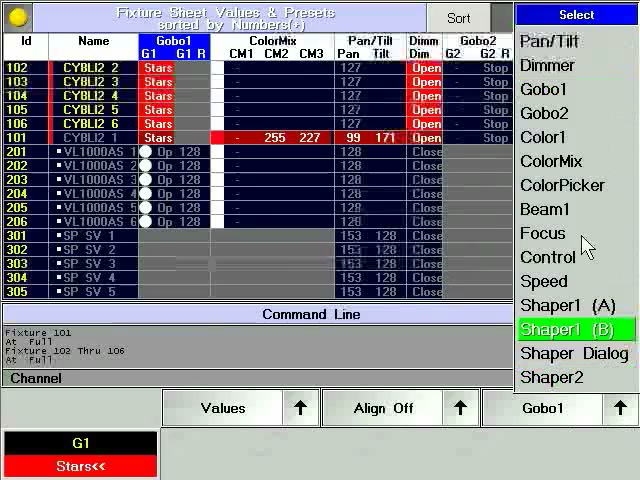 Fixture Sheet Values & Presets
sorted by Numbers(+)
Sort
Select
Id Name Gobo1 ColorMix Pan/Tilt Dimm Gobo2
G1 G1 R CM1 CM2 CM3 Pan Tilt Dim G2 G2 R
102 CYBLI2 2 Stars - 127 Open - Stop
103 CYBLI2 3 Stars - 127 Open - Stop
104 CYBLI2 4 Stars - 127 Open - Stop
105 CYBLI2 5 Stars - 127 Open - Stop
106 CYBLI2 6 Stars - 127 Open - Stop
101 CYBLI2 1 Stars - 255 227 99 171 Open - Stop
201 VL1000AS 1 Op 128 - 128 Close
202 VL1000AS 2 Op 128 - 128 Close
203 VL1000AS 3 Op 128 - 128 Close
204 VL1000AS 4 Op 128 - 128 Close
205 VL1000AS 5 Op 128 - 128 Close
206 VL1000AS 6 Op 128 - 128 Close
301 SP SV 1 153 128 Close
302 SP SV 2 153 128 Close
303 SP SV 3 153 128 Close
304 SP SV 4 153 128 Close
305 SP SV 5 153 128 Close
Pan/Tilt
Dimmer
Gobo1
Gobo2
Color1
ColorMix
ColorPicker
Beam1
Focus
Control
Speed
Shaper1 (A)
Shaper1 (B)
Shaper Dialog
Shaper2
Command Line
Fixture 101
At Full
Fixture 102 Thru 106
At Full
Channel
Values Align Off Gobo1
G1
Stars<<